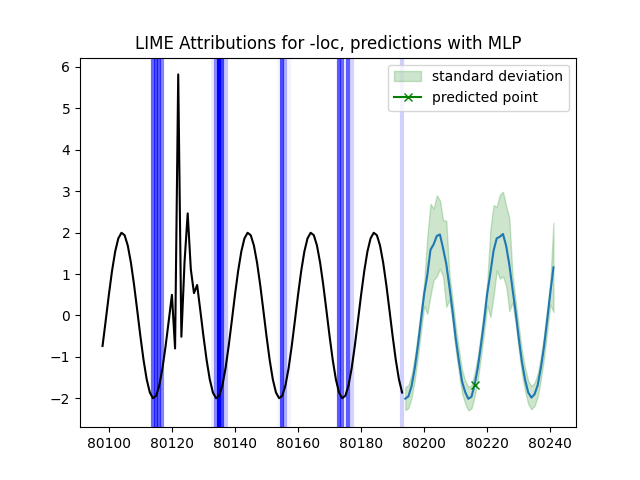 LIME Attributions for -loc, predictions with MLP
standard deviation
predicted point
6
5
4
3
2
1
0
−1
−2
80100 80120 80140 80160 80180 80200 80220 80240